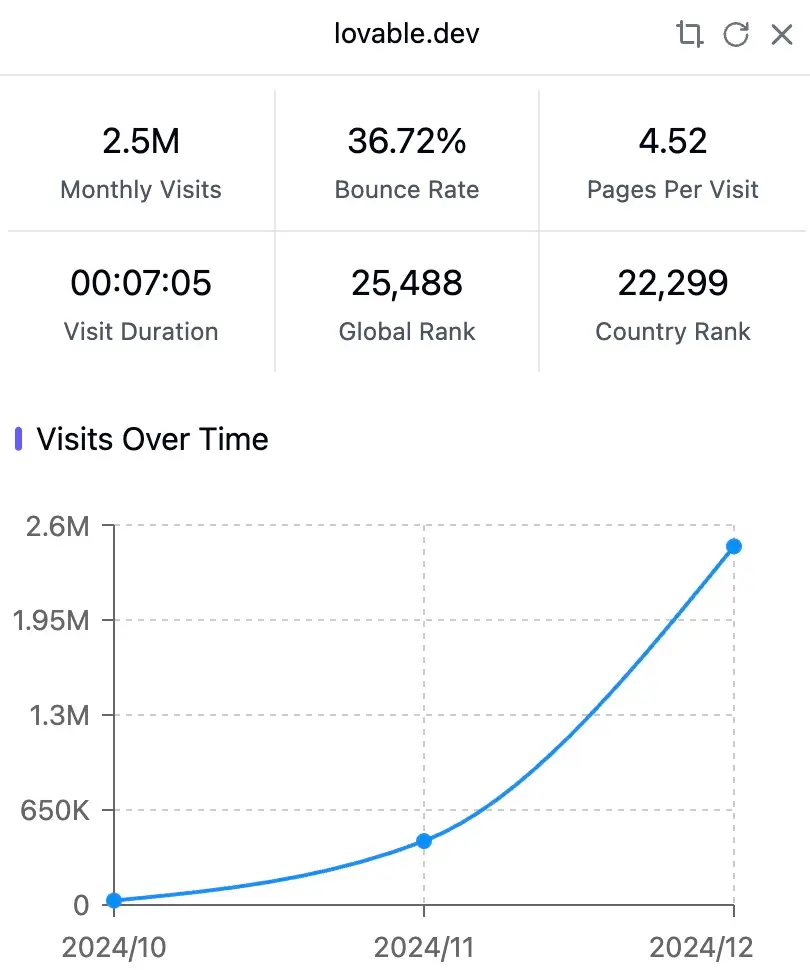 lovable.dev
2.5M 36.72% 4.52
Monthly Visits Bounce Rate Pages Per Visit
00:07:05 25,488 22,299
Visit Duration Global Rank Country Rank
Visits Over Time
2.6M
1.95M
1.3M
650K
0
2024/10 2024/11 2024/12